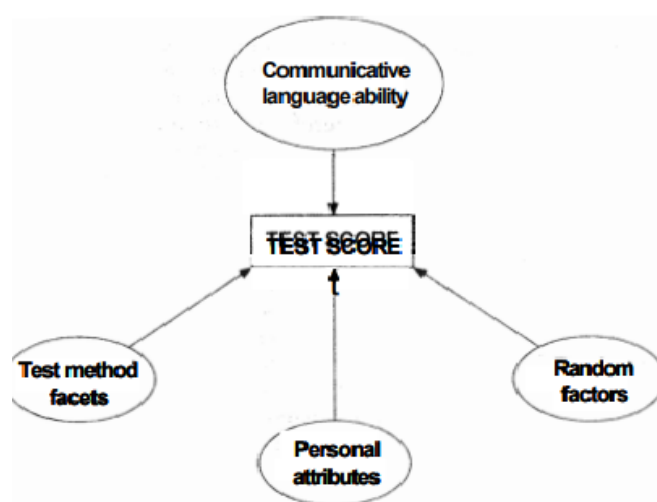 Communicative
language ability
TEST SCORE
t
Test method
facets
Personal
attributes
Random
factors